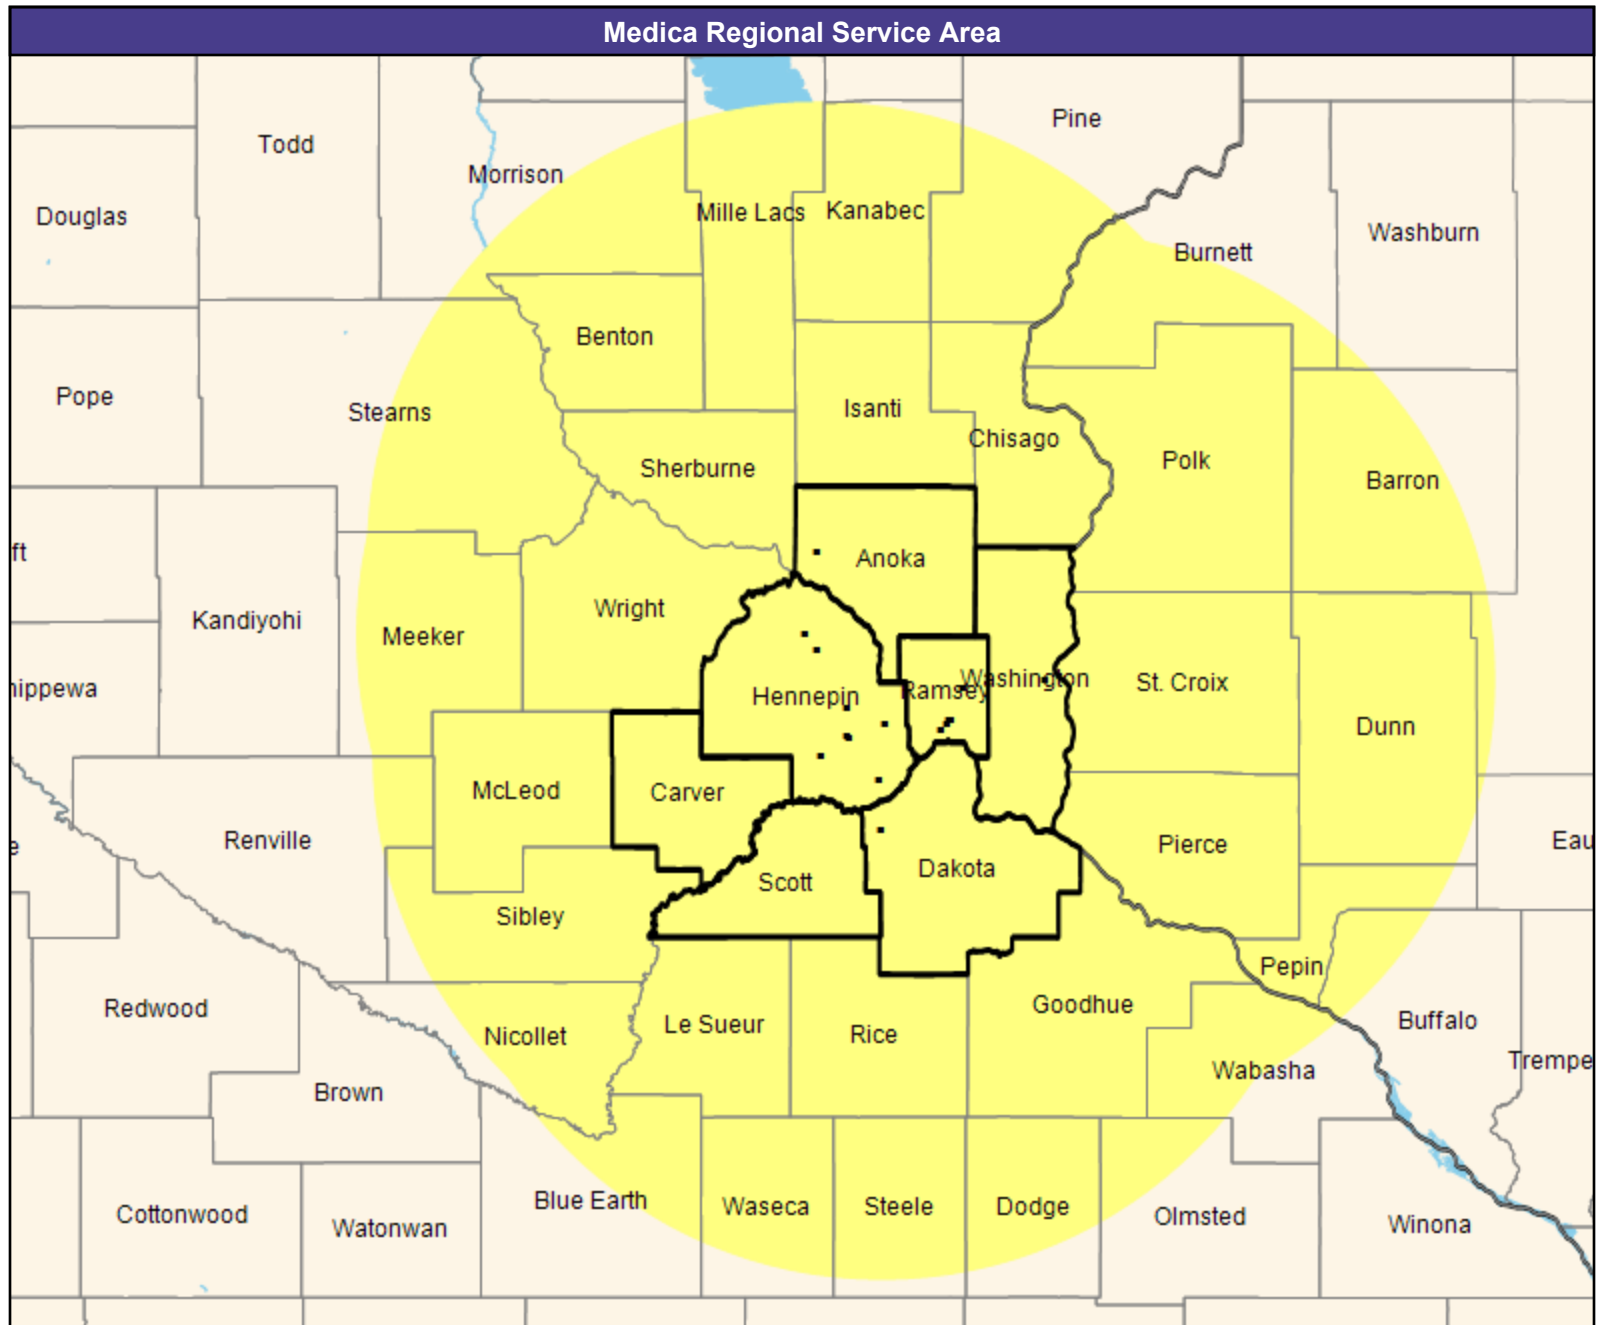 Medica Regional Service Area
Pine
Todd
Morrison
Douglas
Mille Lacs
Kanabec
Washburn
Burnett
Benton
Pope
Stearns
Isanti
Chisago
Polk
Sherburne
Barron
ft
Anoka
Wright
Kandiyohi
Meeker
hippewa
Hennepin
Ramsey
Washington
St. Croix
Dunn
McLeod
Carver
Renville
e
Pierce
Eau
Scott
Dakota
Sibley
Pepin
Redwood
Goodhue
Le Sueur
Rice
Nicollet
Buffalo
Trempe
Wabasha
Brown
Blue Earth
Waseca
Steele
Dodge
Cottonwood
Watonwan
Olmsted
Winona